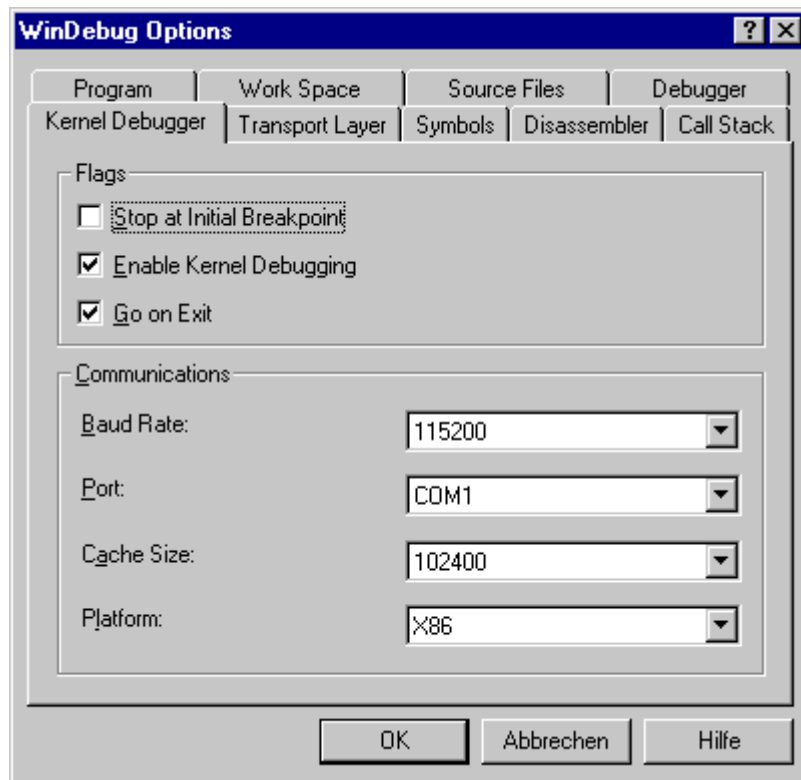 WinDebug Options
Program Work Space Source Files Debugger
Kernel Debugger Transport Layer Symbols Disassembler Call Stack
Flags
Stop at Initial Breakpoint
Enable Kernel Debugging
Go on Exit
Communications
Baud Rate: 115200
Port: COM1
Cache Size: 102400
Platform: X86
OK Abbrechen Hilfe